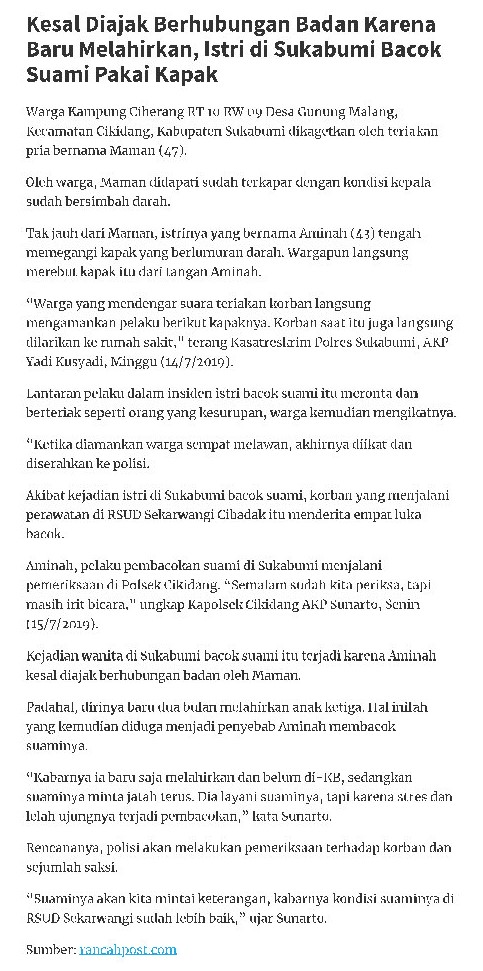 Kesal Diajak Berhubungan Badan Karena
Baru Melahirkan, Istri di Sukabumi Bacok
Suami Pakai Kapak
Warga Kampung Ciherang RT 10 RW 09 Desa Gunung Malang,
Kecamatan Cikidang, Kabupaten Sukabumi dikagetkan oleh teriakan
pria bernama Maman (47).
Oleh warga, Maman didapati sudah terkapar dengan kondisi kepala
sudah bersimbah darah.
Tak jauh dari Maman, istrinya yang bernama Aminah (43) tengah
memegangi kapak yang berlumuran darah. Wargapun langsung
merebut kapak itu dari tangan Aminah.
“Warga yang mendengar suara teriakan korban langsung
mengamankan pelaku berikut kapaknya. Korban saat itu juga langsung
dilarikan ke rumah sakit,” terang Kasatreskrim Polres Sukabumi, AKP
Yadi Kusyadi, Minggu (14/7/2019).
Lantaran pelaku dalam insiden istri bacok suami itu meronta dan
berteriak seperti orang yang kesurupan, warga kemudian mengikatnya.
“Ketika diamankan warga sempat melawan, akhirnya diikat dan
diserahkan ke polisi.
Akibat kejadian istri di Sukabumi bacok suami, korban yang menjalani
perawatan di RSUD Sekarwangi Cibadak itu menderita empat luka
bacok.
Aminah, pelaku pembacokan suami di Sukabumi menjalani
pemeriksaan di Polsek Cikidang. “Semalam sudah kita periksa, tapi
masih irit bicara,” ungkap Kapolsek Cikidang AKP Sunarto, Senin
(15/7/2019).
Kejadian wanita di Sukabumi bacok suami itu terjadi karena Aminah
kesal diajak berhubungan badan oleh Maman.
Padahal, dirinya baru dua bulan melahirkan anak ketiga. Hal inilah
yang kemudian diduga menjadi penyebab Aminah membacok
suaminya.
“Kabarnya ia baru saja melahirkan dan belum di-KB, sedangkan
suaminya minta jatah terus. Dia layani suaminya, tapi karena stres dan
lelah ujungnya terjadi pembacokan,” kata Sunarto.
Rencananya, polisi akan melakukan pemeriksaan terhadap korban dan
sejumlah saksi.
“Suaminya akan kita mintai keterangan, kabarnya kondisi suaminya di
RSUD Sekarwangi sudah lebih baik,” ujar Sunarto.
Sumber: rancahpost.com